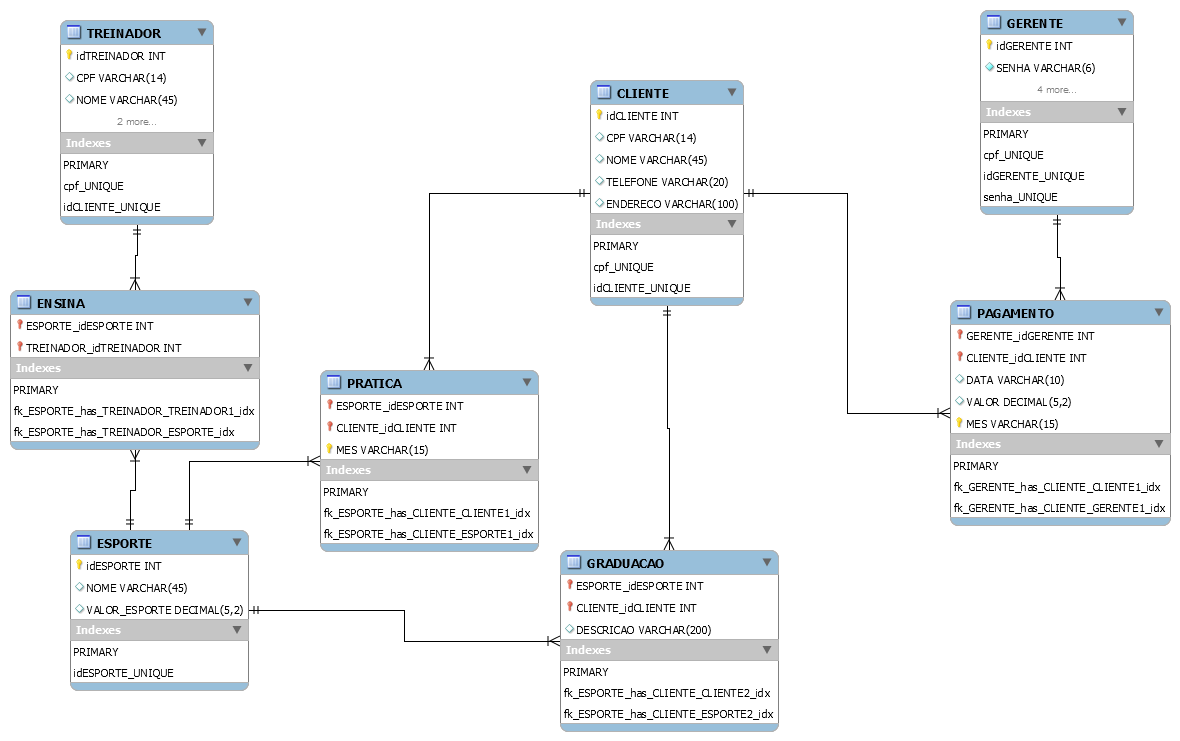 TREINADOR
idTREINADOR INT
CPF VARCHAR(14)
NOME VARCHAR(45)
2 more...
Indexes
PRIMARY
cpf_UNIQUE
idCLIENTE_UNIQUE
GERENTE
idGERENTE INT
SENHA VARCHAR(6)
4 more...
Indexes
PRIMARY
cpf_UNIQUE
idGERENTE_UNIQUE
senha_UNIQUE
CLIENTE
idCLIENTE INT
CPF VARCHAR(14)
NOME VARCHAR(45)
TELEFONE VARCHAR(20)
ENDERECO VARCHAR(100)
Indexes
PRIMARY
cpf_UNIQUE
idCLIENTE_UNIQUE
ENSINA
ESPORTE_idESPORTE INT
TREINADOR_idTREINADOR INT
Indexes
PRIMARY
fk_ESPORTE_has_TREINADOR_TREINADOR1_idx
fk_ESPORTE_has_TREINADOR_ESPORTE_idx
PAGAMENTO
GERENTE_idGERENTE INT
CLIENTE_idCLIENTE INT
DATA VARCHAR(10)
VALOR DECIMAL(5,2)
MES VARCHAR(15)
Indexes
PRIMARY
fk_GERENTE_has_CLIENTE_CLIENTE1_idx
fk_GERENTE_has_CLIENTE_GERENTE1_idx
PRATICA
ESPORTE_idESPORTE INT
CLIENTE_idCLIENTE INT
MES VARCHAR(15)
Indexes
PRIMARY
fk_ESPORTE_has_CLIENTE_CLIENTE1_idx
fk_ESPORTE_has_CLIENTE_ESPORTE1_idx
ESPORTE
idESPORTE INT
NOME VARCHAR(45)
VALOR_ESPORTE DECIMAL(5,2)
Indexes
PRIMARY
idESPORTE_UNIQUE
GRADUACAO
ESPORTE_idESPORTE INT
CLIENTE_idCLIENTE INT
DESCRICAO VARCHAR(200)
Indexes
PRIMARY
fk_ESPORTE_has_CLIENTE_CLIENTE2_idx
fk_ESPORTE_has_CLIENTE_ESPORTE2_idx